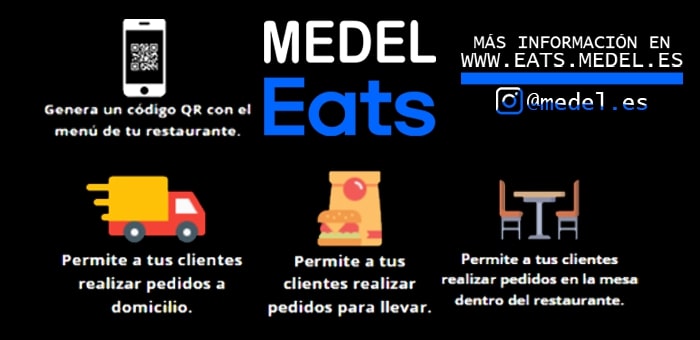 Genera un código QR con el
menú de tu restaurante.
MEDEL
Eats
MÁS INFORMACIÓN EN
WWW.EATS.MEDEL.ES
@medel.es
Permite a tus clientes
realizar pedidos a
domicilio.
Permite a tus
clientes realizar
pedidos para llevar.
Permite a tus clientes
realizar pedidos en la mesa
dentro del restaurante.